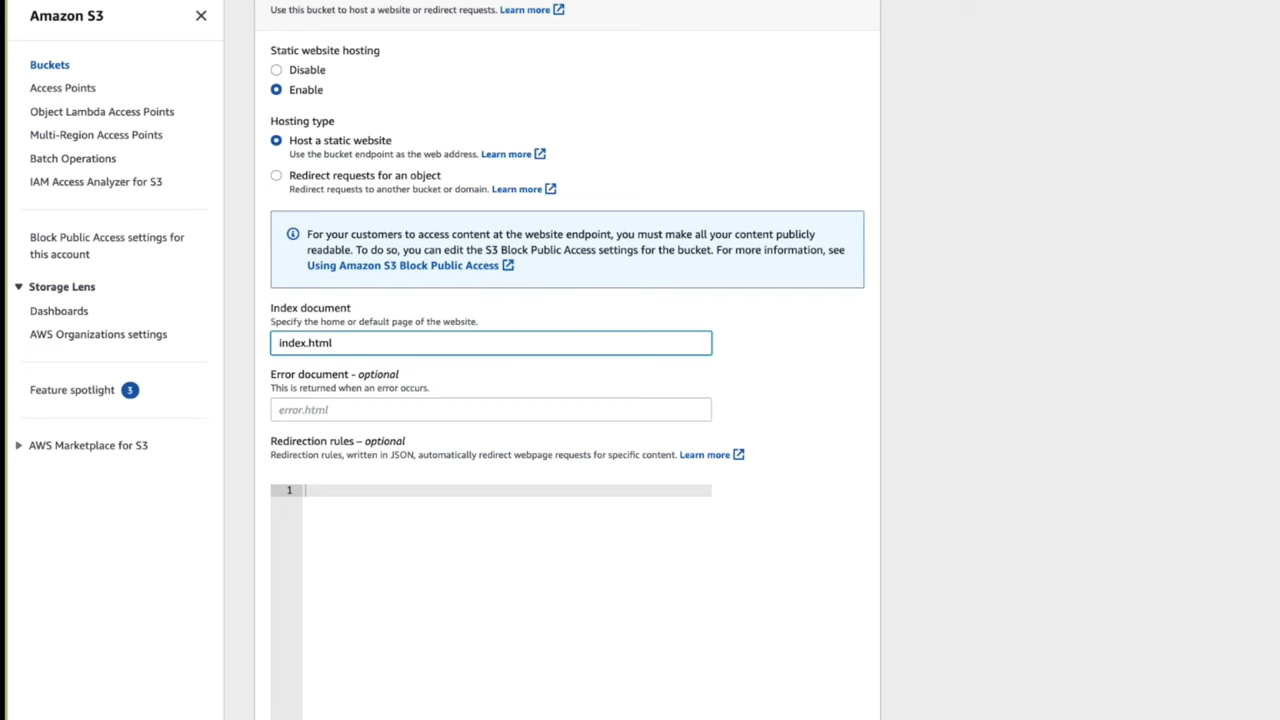 Amazon S3
Buckets
Access Points
Object Lambda Access Points
Multi-Region Access Points
Batch Operations
IAM Access Analyzer for S3
Block Public Access settings for
this account
Storage Lens
Dashboards
AWS Organizations settings
Feature spotlight 3
AWS Marketplace for S3
Use this bucket to host a website or redirect requests. Learn more
Static website hosting
Disable
Enable
Hosting type
Host a static website
Use the bucket endpoint as the web address. Learn more
Redirect requests for an object
Redirect requests to another bucket or domain. Learn more
For your customers to access content at the website endpoint, you must make all your content publicly
readable. To do so, you can edit the S3 Block Public Access settings for the bucket. For more information, see
Using Amazon S3 Block Public Access
Index document
Specify the home or default page of the website.
index.html
Error document - optional
This is returned when an error occurs.
error.html
Redirection rules – optional
Redirection rules, written in JSON, automatically redirect webpage requests for specific content. Learn more
1